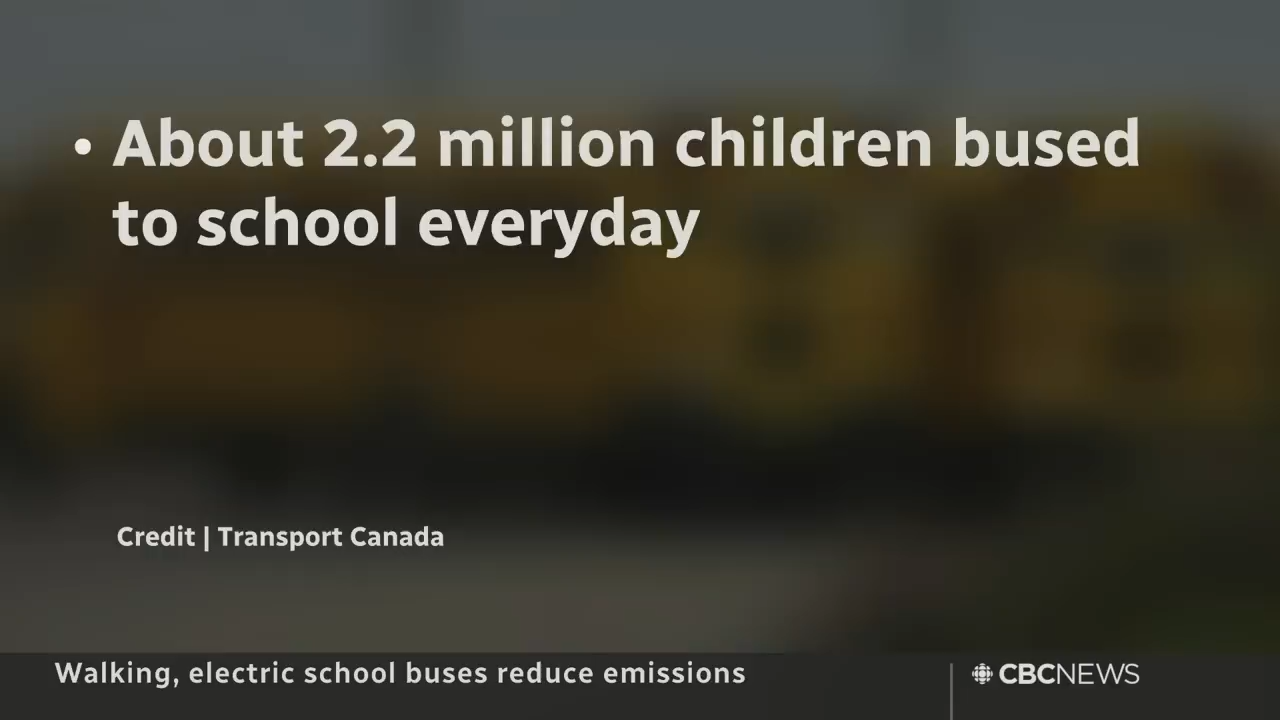 • About 2.2 million children bused
to school everyday
Credit | Transport Canada
Walking, electric school buses reduce emissions
CBCNEWS